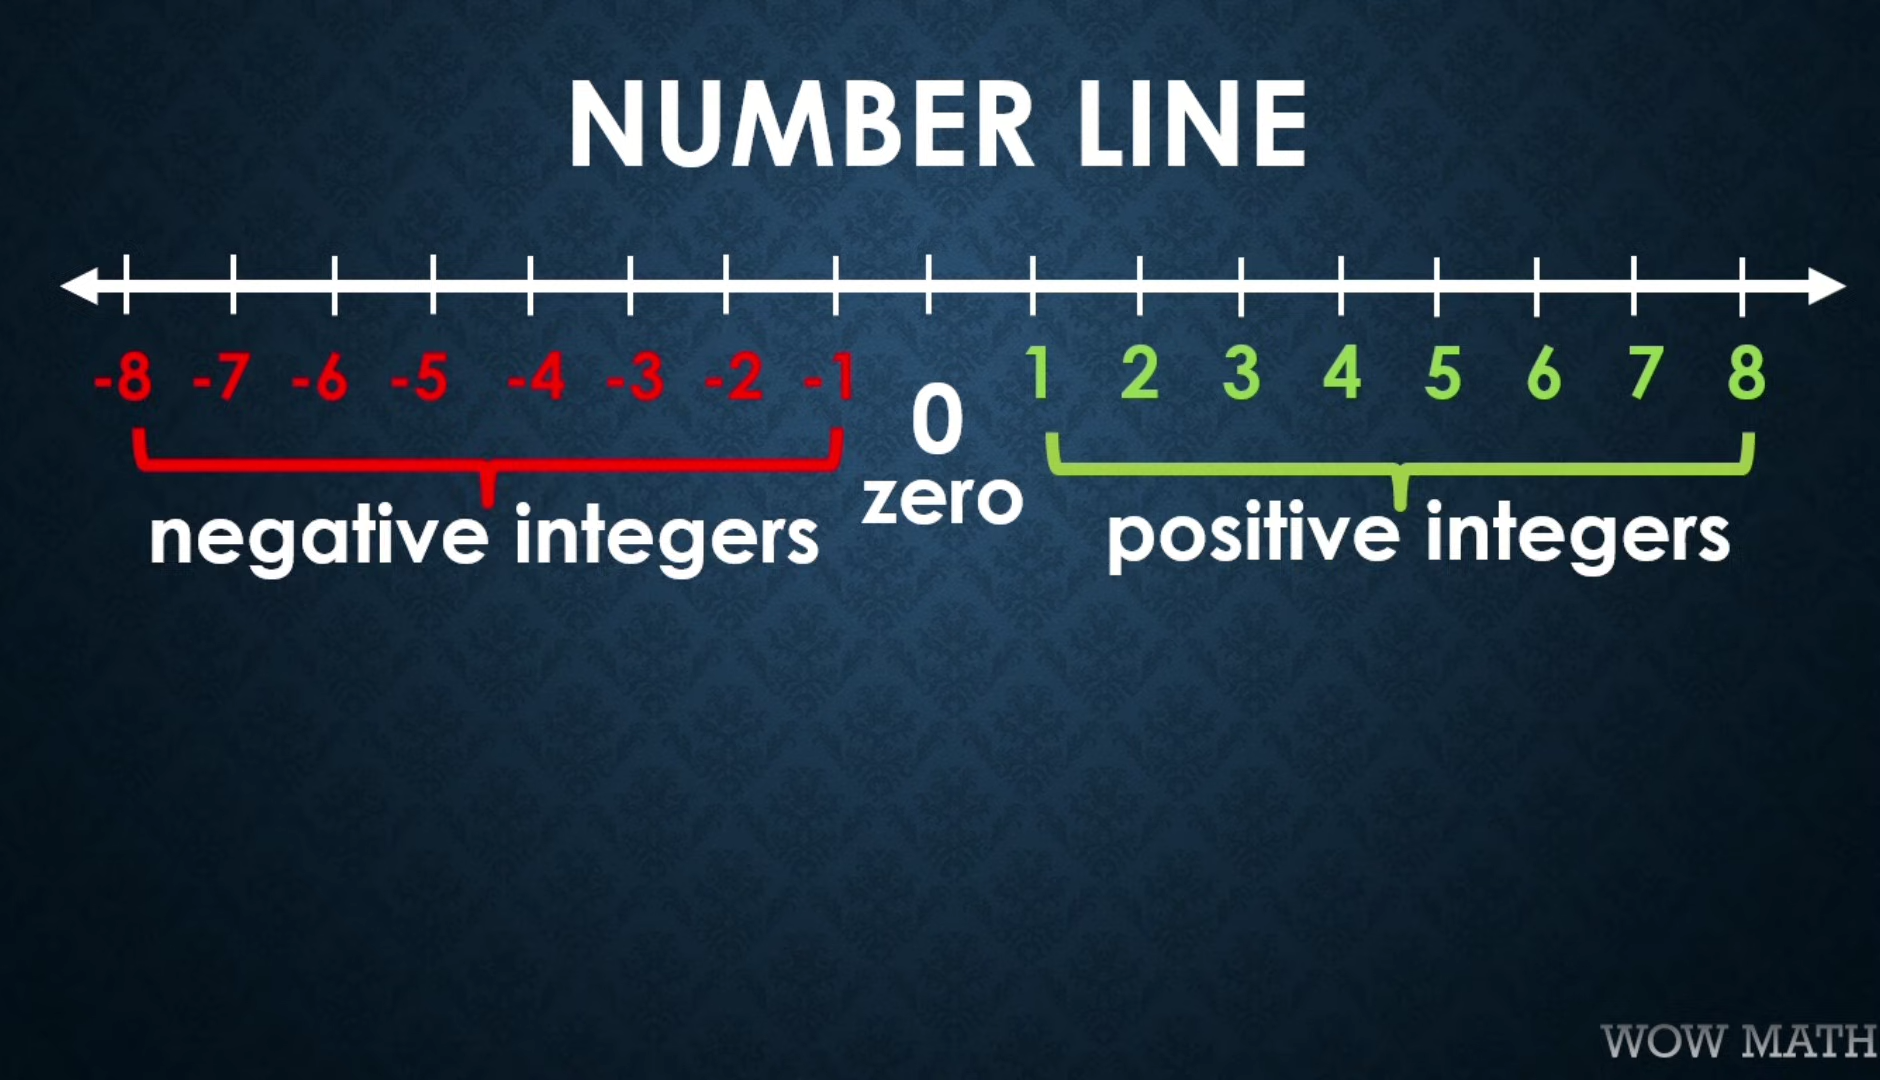 NUMBER LINE
-8 -7 -6 -5 -4 -3 -2 -1 0 1 2 3 4 5 6 7 8
zero
negative integers positive integers
WOW MATH